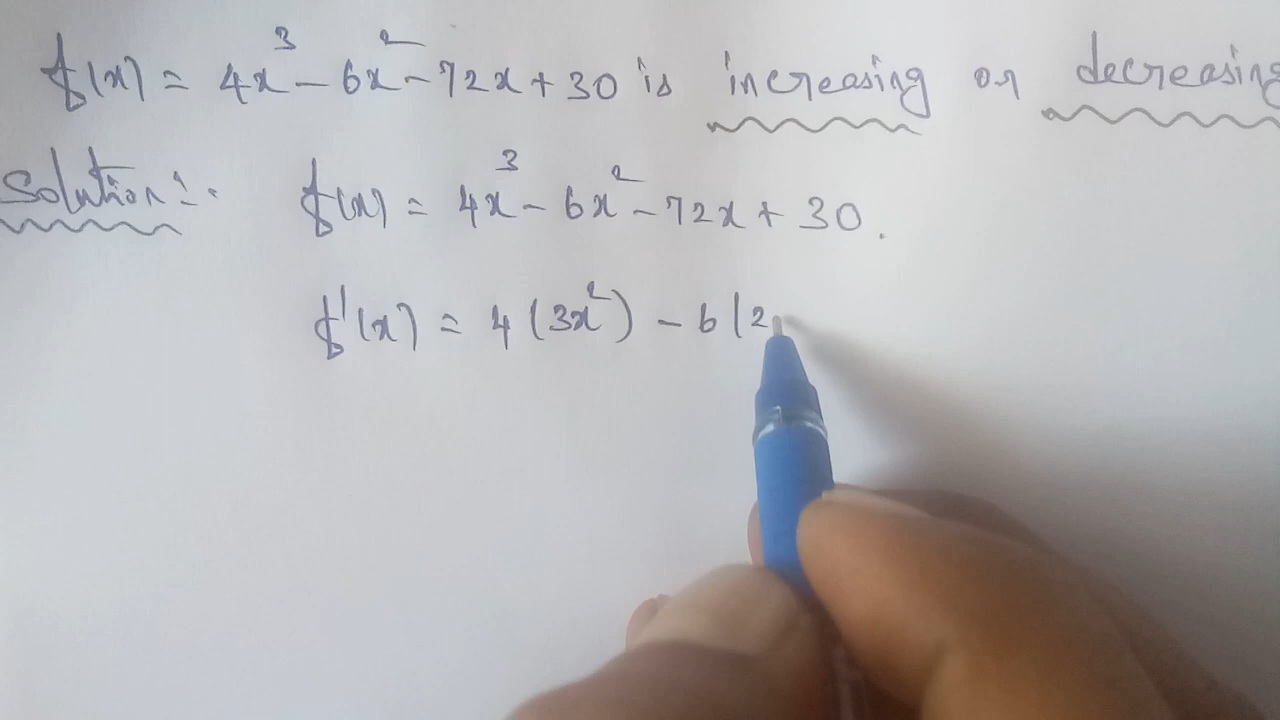 f(x) = 4x³ - 6x² - 72x + 30 is increasing or decreasing
Solution:-
f(x) = 4x³ - 6x² - 72x + 30.
f'(x) = 4(3x²) - 6(2